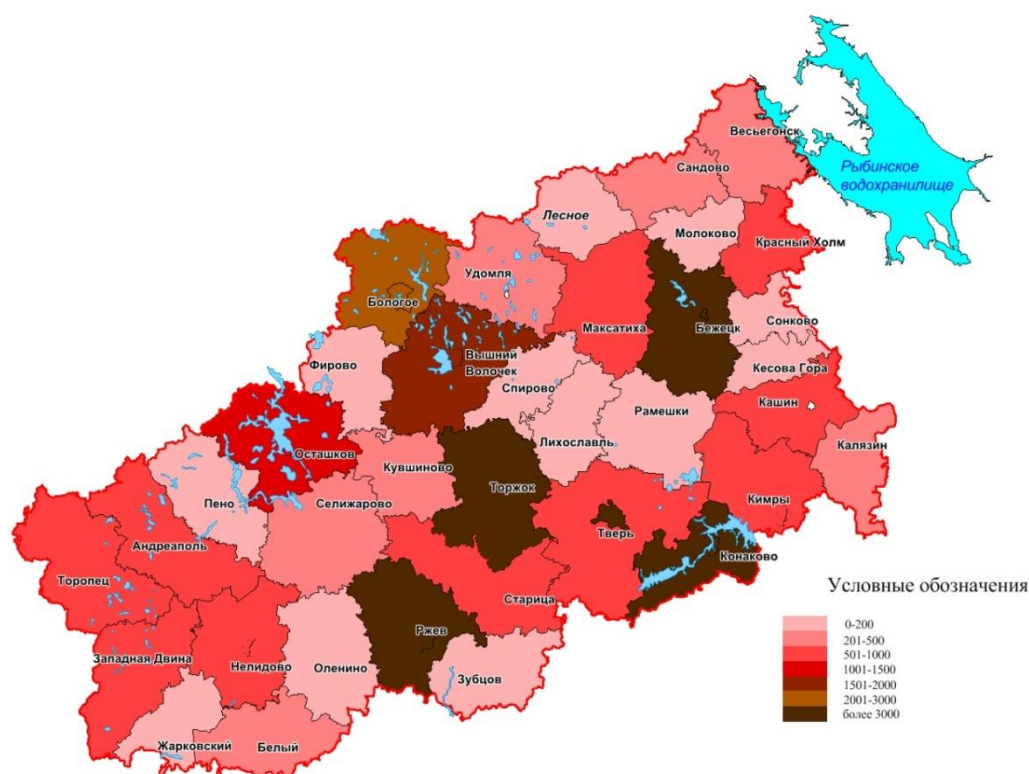 Весьегонск
Рыбинское
водохранилище
Сандово
Лесное
Молоково
Красный Холм
Удомля
Бологое
Максатиха
Бежецк
Сонково
Вышний
Волочек
Фирово
Кесова Гора
Спирово
Кашин
Рамешки
Лихославль
Калязин
Осташков
Кувшиново
Торжок
Кимры
Пено
Селижарово
Тверь
Андреаполь
Конаково
Торопец
Старица
Ржев
Западная Двина
Нелидово
Оленино
Зубцов
Жарковский
Белый
Условные обозначения
0-200
201-500
501-1000
1001-1500
1501-2000
2001-3000
более 3000